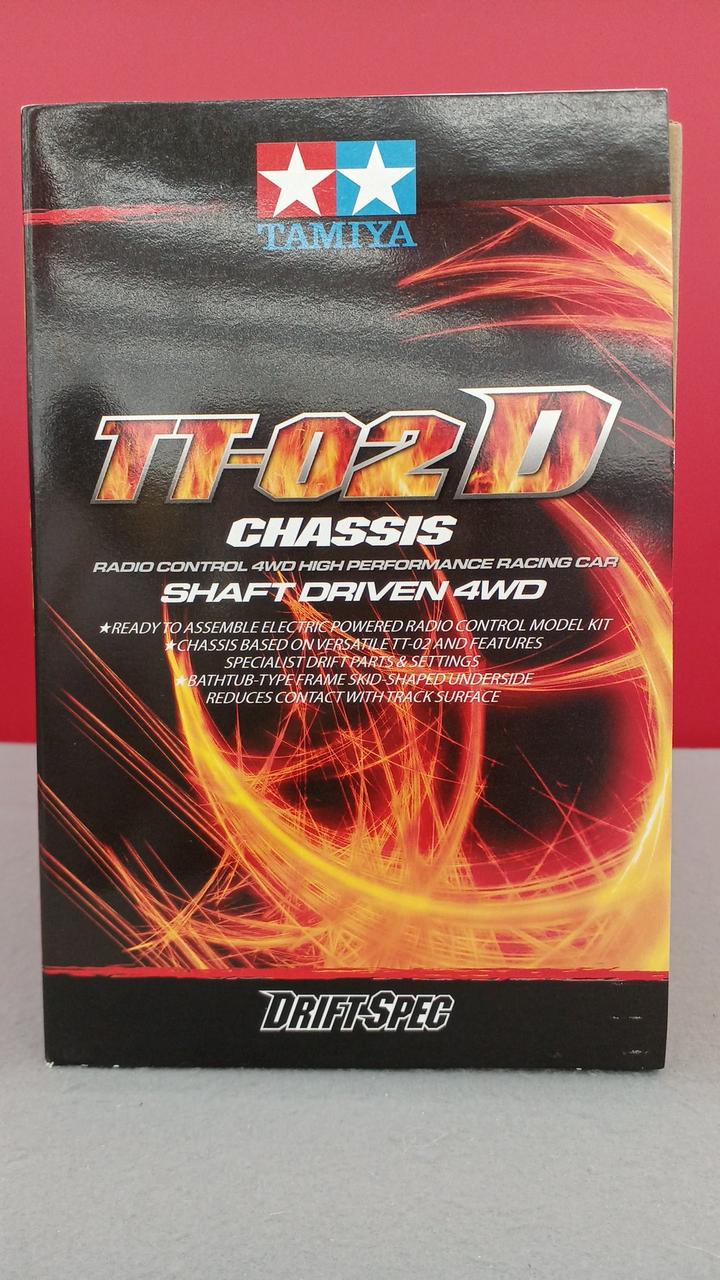 TAMIYA
TT-02D
CHASSIS
RADIO CONTROL 4WD HIGH PERFORMANCE RACING CAR
SHAFT DRIVEN 4WD
★READY TO ASSEMBLE ELECTRIC POWERED RADIO CONTROL MODEL KIT
★CHASSIS BASED ON VERSATILE TT-02 AND FEATURES
SPECIALIST DRIFT PARTS & SETTINGS
★BATHTUB-TYPE FRAME SKID-SHAPED UNDERSIDE
REDUCES CONTACT WITH TRACK SURFACE
DRIFT-SPEC